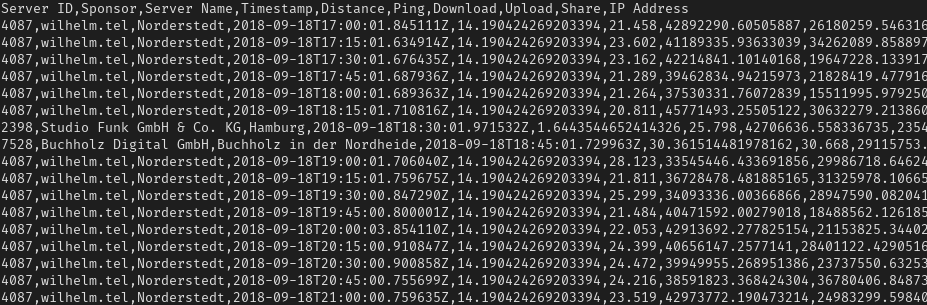 Server ID,Sponsor,Server Name,Timestamp,Distance,Ping,Download,Upload,Share,IP Address
4087,wilhelm.tel,Norderstedt,2018-09-18T17:00:01.845111Z,14.190424269203394,21.458,42892290.60505887,26180259.546316
4087,wilhelm.tel,Norderstedt,2018-09-18T17:15:01.634914Z,14.190424269203394,23.602,41189335.93633039,34262089.858897
4087,wilhelm.tel,Norderstedt,2018-09-18T17:30:01.676435Z,14.190424269203394,23.162,42214841.10140168,19647228.133917
4087,wilhelm.tel,Norderstedt,2018-09-18T17:45:01.687936Z,14.190424269203394,21.289,39462834.94215973,21828419.477916
4087,wilhelm.tel,Norderstedt,2018-09-18T18:00:01.689363Z,14.190424269203394,21.264,37530331.76072839,15511995.979250
4087,wilhelm.tel,Norderstedt,2018-09-18T18:15:01.710816Z,14.190424269203394,20.811,45771493.25505122,30632279.213860
2398,Studio Funk GmbH & Co. KG,Hamburg,2018-09-18T18:30:01.971532Z,1.6443544652414326,25.798,42706636.558336735,2354
7528,Buchholz Digital GmbH,Buchholz in der Nordheide,2018-09-18T18:45:01.729963Z,30.361514481978162,30.668,29115753.
4087,wilhelm.tel,Norderstedt,2018-09-18T19:00:01.706040Z,14.190424269203394,28.123,33545446.433691856,29986718.64624
4087,wilhelm.tel,Norderstedt,2018-09-18T19:15:01.759675Z,14.190424269203394,21.811,36728478.481885165,31325978.10665
4087,wilhelm.tel,Norderstedt,2018-09-18T19:30:00.847290Z,14.190424269203394,25.299,34093336.00366866,28947590.082041
4087,wilhelm.tel,Norderstedt,2018-09-18T19:45:00.800001Z,14.190424269203394,21.484,40471592.00279018,18488562.126185
4087,wilhelm.tel,Norderstedt,2018-09-18T20:00:03.854110Z,14.190424269203394,22.053,42913692.277825154,21153825.34402
4087,wilhelm.tel,Norderstedt,2018-09-18T20:15:00.910847Z,14.190424269203394,24.399,40656147.2577141,28401122.4290516
4087,wilhelm.tel,Norderstedt,2018-09-18T20:30:00.900858Z,14.190424269203394,24.472,39949955.268951386,23737550.63253
4087,wilhelm.tel,Norderstedt,2018-09-18T20:45:00.755699Z,14.190424269203394,24.216,38591823.368424304,36780406.84873
4087,wilhelm.tel,Norderstedt,2018-09-18T21:00:01.759635Z,14.190424269203394,23.519,42973772.190473214,24983299.59840